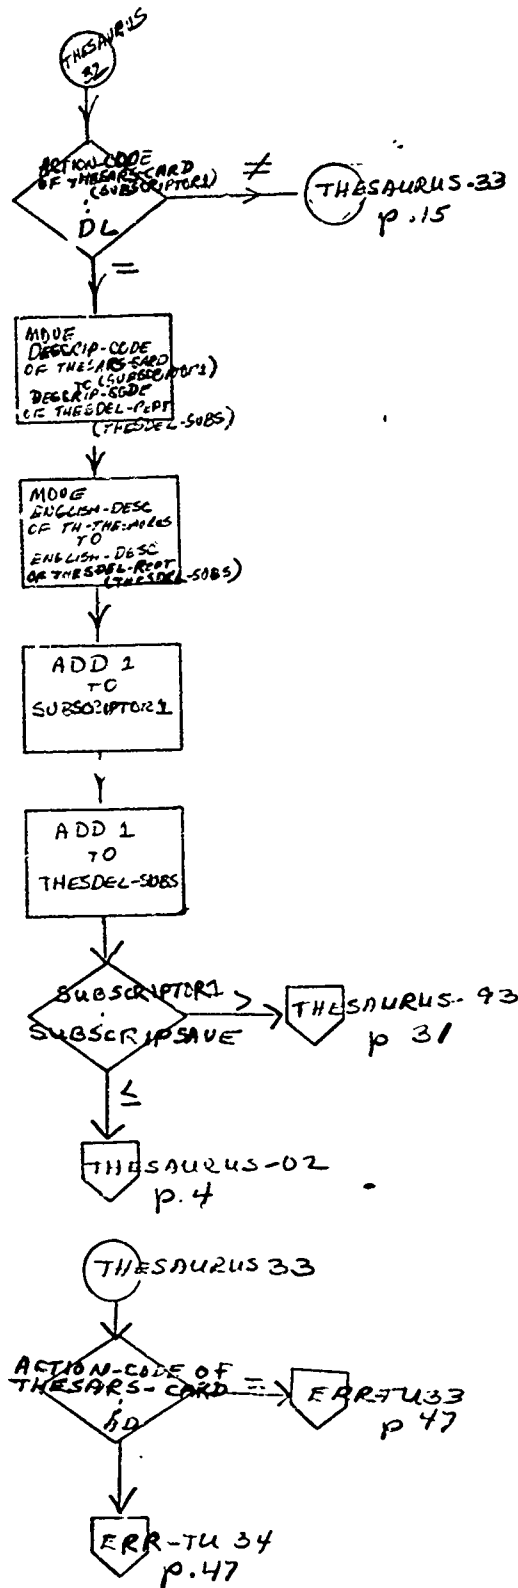 THESAURUS
32
ACTION-CODE
OF THESARS-CARD
(SUBSCRIPTOR1)
:
DL
≠
THESAURUS-33
p.15
=
MOVE
DESCRIP-CODE
OF THESARS-CARD
TO (SUBSCRIPTOR1)
DESCRIP-CODE
OF THESDEL-REPT
(THESDEL-SUBS)
MOVE
ENGLISH-DESC
OF TH-THESAURUS
TO
ENGLISH-DESC
OF THESDEL-REPT
(THESDEL-SUBS)
ADD 1
TO
SUBSCRIPTOR1
ADD 1
TO
THESDEL-SUBS
SUBSCRIPTOR1
:
SUBSCRIPSAVE
>
THESAURUS-93
p 31
≤
THESAURUS-02
p.4
THESAURUS 33
ACTION-CODE OF
THESARS-CARD
:
=
ERR-TU33
p 47
ERR-TU 34
p.47